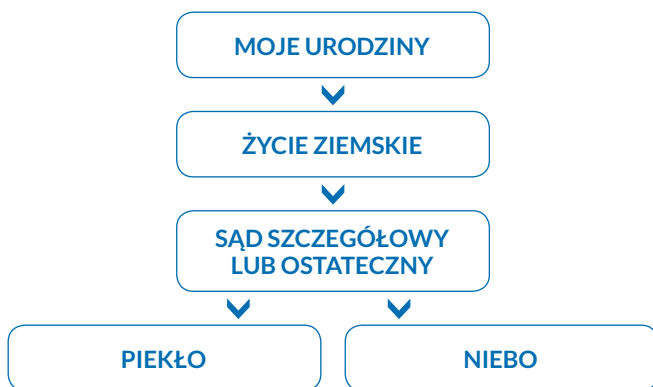 MOJE URODZINY
ŻYCIE ZIEMSKIE
SĄD SZCZEGÓŁOWY
LUB OSTATECZNY
PIEKŁO
NIEBO